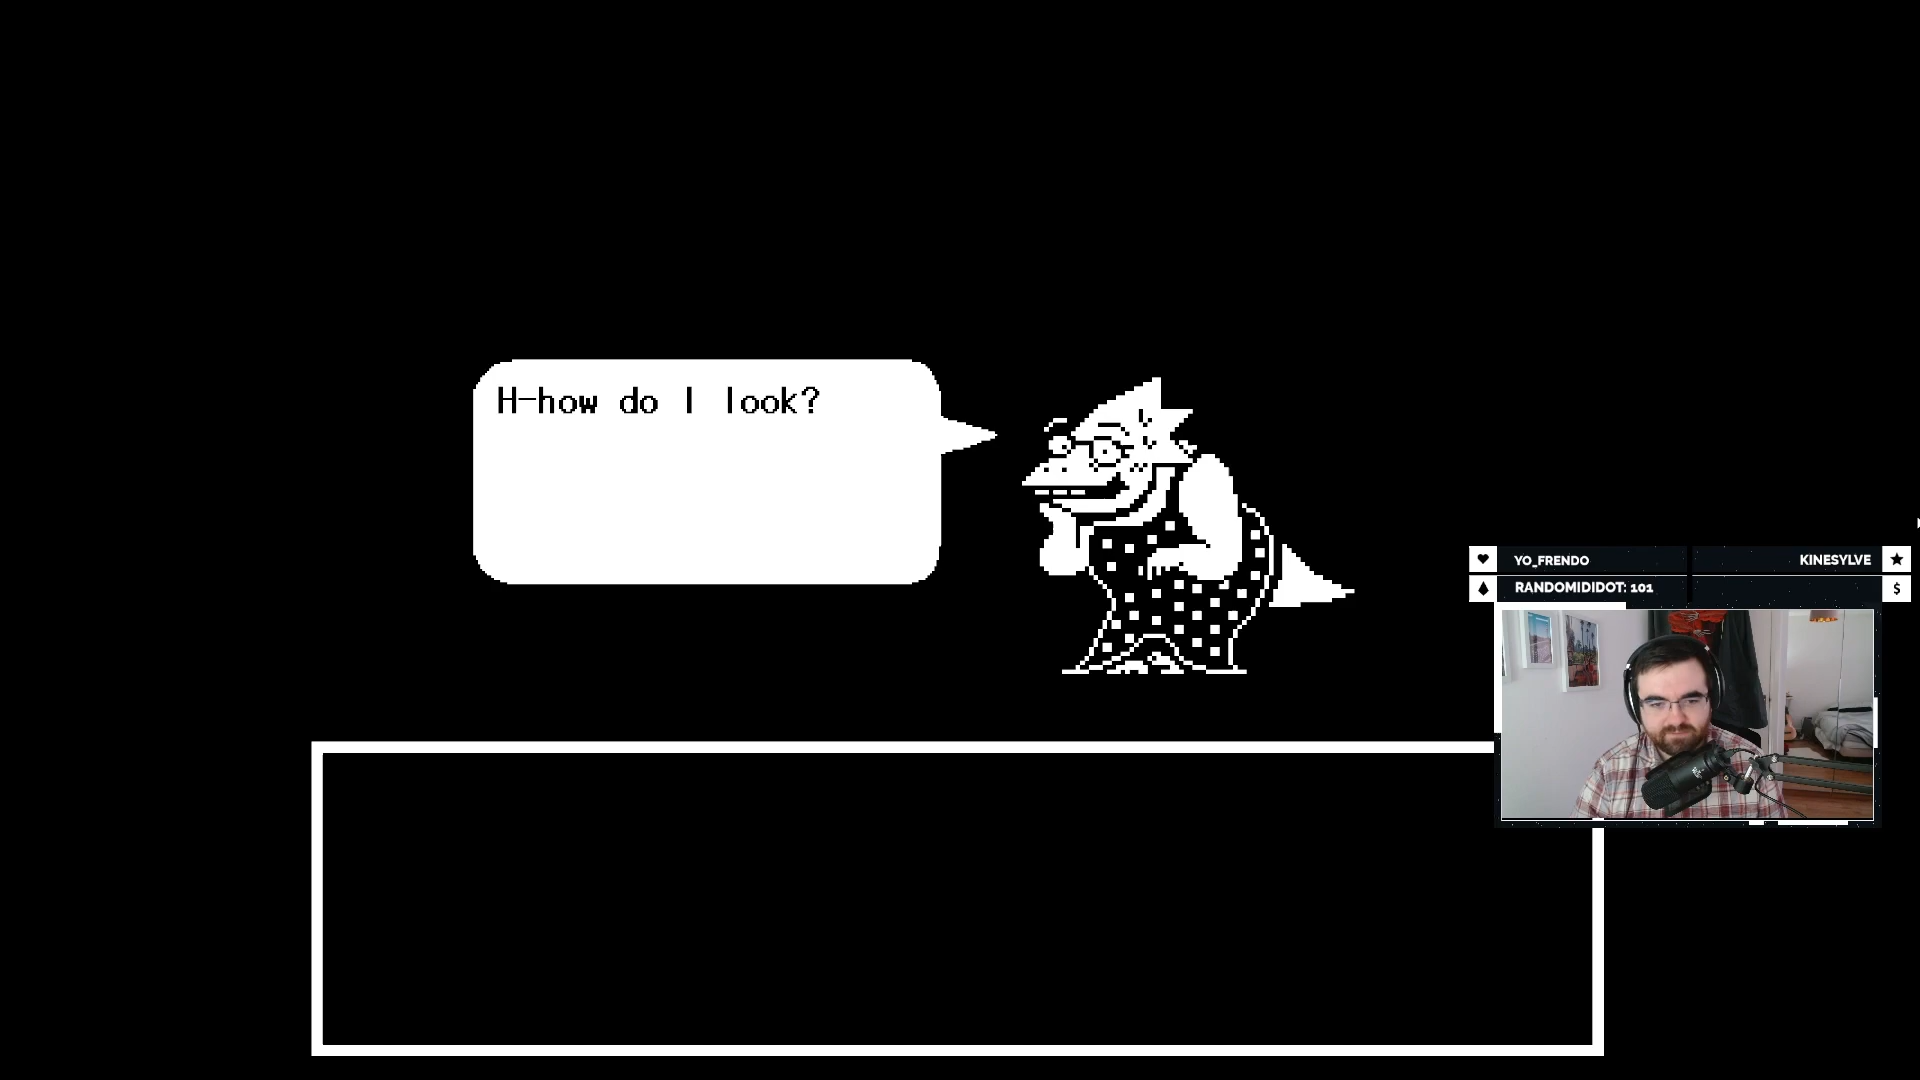 H-how do I look?
YO_FRENDO
KINESYLVE
RANDOMIDIDOT: 101
$